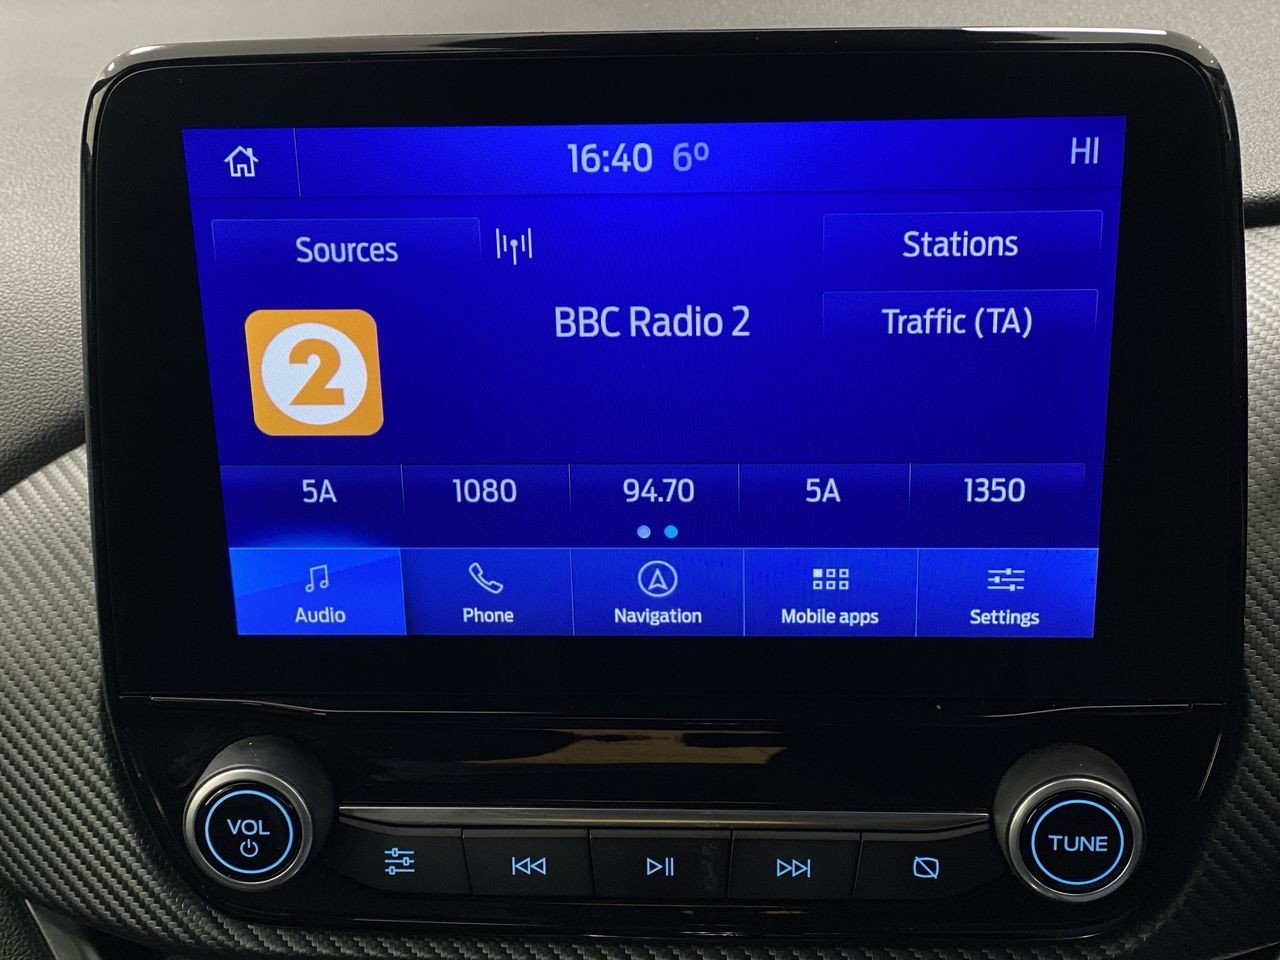 16:40 6° HI
Sources
Stations
BBC Radio 2
Traffic (TA)
2
5A 1080 94.70 5A 1350
Audio Phone Navigation Mobile apps Settings
VOL
TUNE